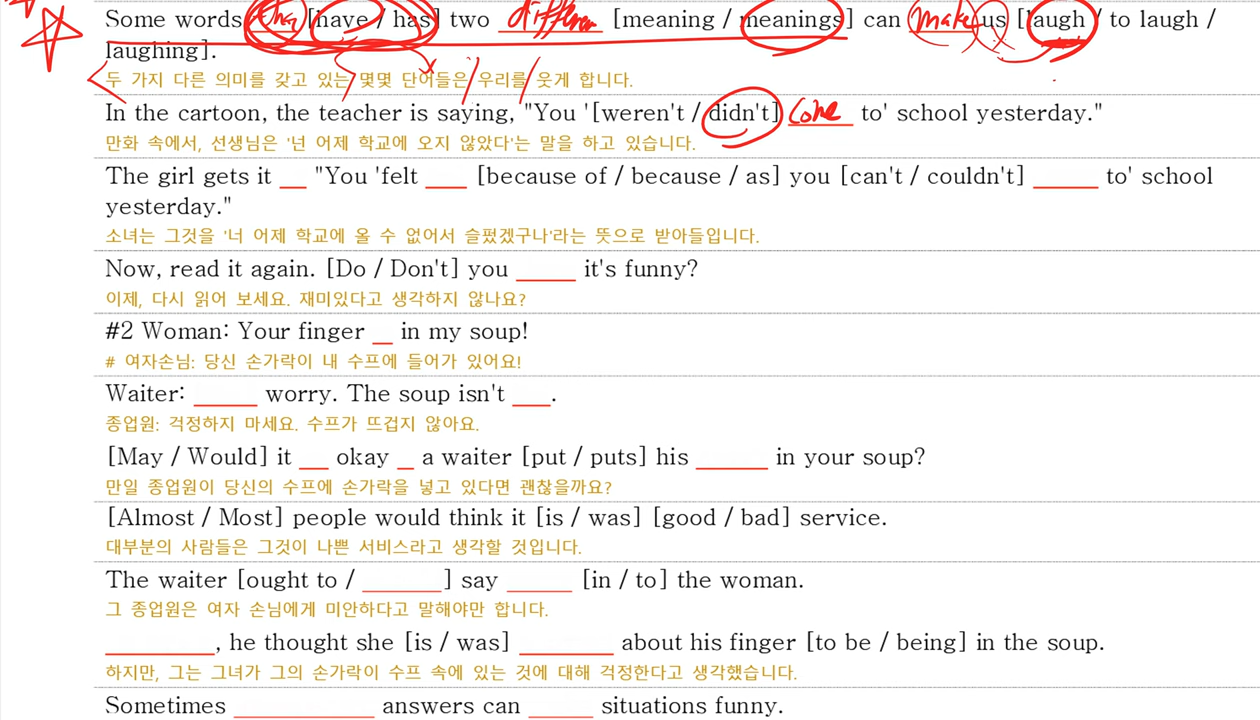 Some words that [have / has] two different [meaning / meanings] can make us [laugh / to laugh /
laughing].
두 가지 다른 의미를 갖고 있는 몇몇 단어들은 우리를 웃게 합니다.
In the cartoon, the teacher is saying, "You '[weren't / didn't] come to' school yesterday."
만화 속에서, 선생님은 '넌 어제 학교에 오지 않았다'는 말을 하고 있습니다.
The girl gets it __ "You 'felt ____ [because of / because / as] you [can't / couldn't] ______ to' school
yesterday."
소녀는 그것을 '너 어제 학교에 올 수 없어서 슬펐겠구나'라는 뜻으로 받아들입니다.
Now, read it again. [Do / Don't] you _____ it's funny?
이제, 다시 읽어 보세요. 재미있다고 생각하지 않나요?
#2 Woman: Your finger __ in my soup!
# 여자손님: 당신 손가락이 내 수프에 들어가 있어요!
Waiter: _____ worry. The soup isn't ___.
종업원: 걱정하지 마세요. 수프가 뜨겁지 않아요.
[May / Would] it __ okay _ a waiter [put / puts] his ______ in your soup?
만일 종업원이 당신의 수프에 손가락을 넣고 있다면 괜찮을까요?
[Almost / Most] people would think it [is / was] [good / bad] service.
대부분의 사람들은 그것이 나쁜 서비스라고 생각할 것입니다.
The waiter [ought to / ______] say _____ [in / to] the woman.
그 종업원은 여자 손님에게 미안하다고 말해야만 합니다.
_________, he thought she [is / was] ________ about his finger [to be / being] in the soup.
하지만, 그는 그녀가 그의 손가락이 수프 속에 있는 것에 대해 걱정한다고 생각했습니다.
Sometimes ____________ answers can _____ situations funny.